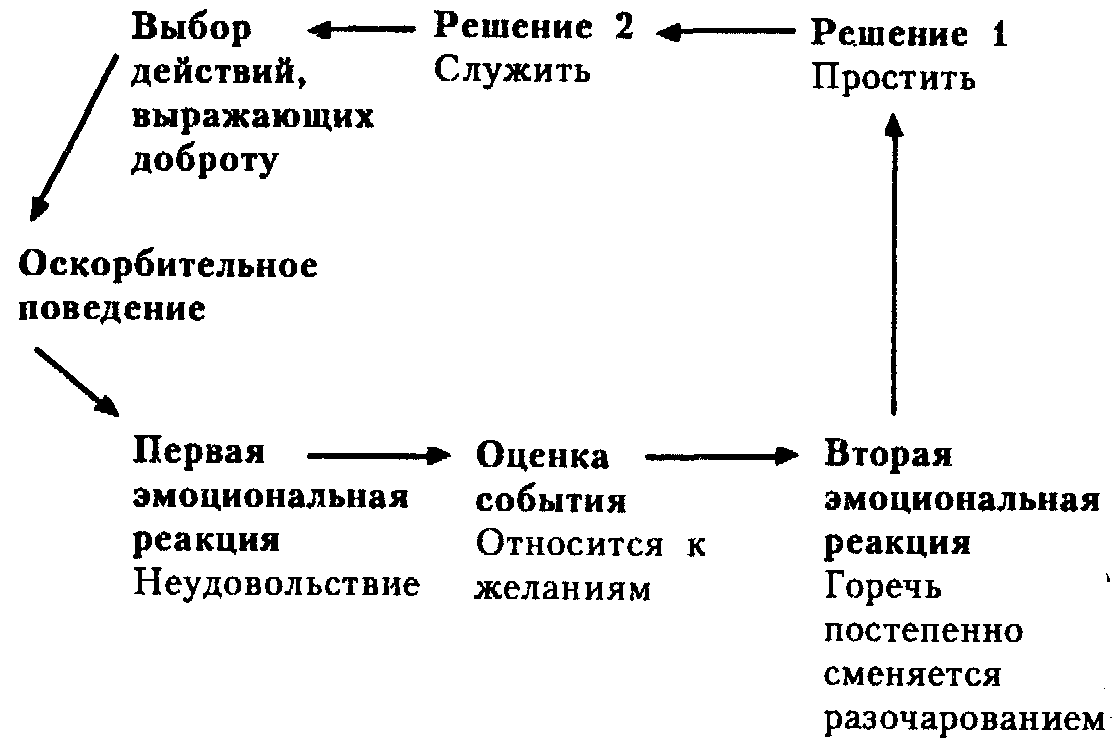 Выбор
действий,
выражающих
доброту
Решение 2
Служить
Решение 1
Простить
Оскорбительное
поведение
Первая
эмоциональная
реакция
Неудовольствие
Оценка
события
Относится к
желаниям
Вторая
эмоциональная
реакция
Горечь
постепенно
сменяется
разочарованием